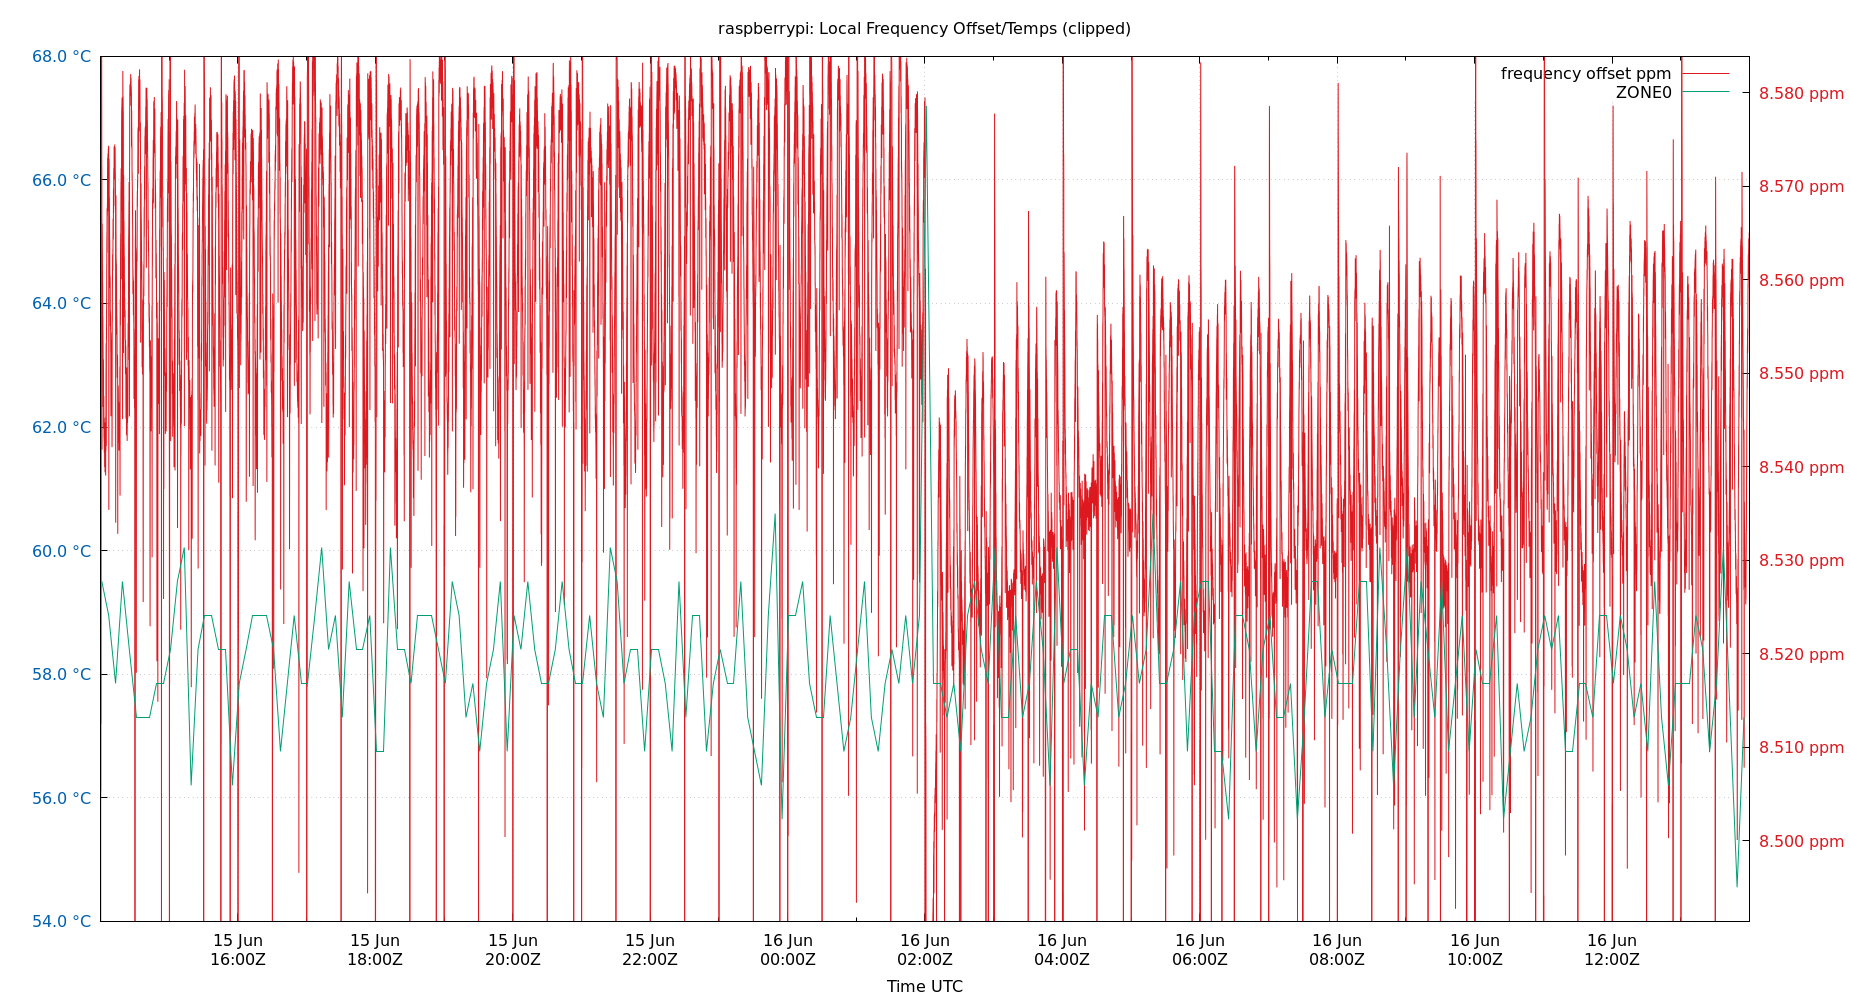 raspberrypi: Local Frequency Offset/Temps (clipped)
68.0 °C
66.0 °C
64.0 °C
62.0 °C
60.0 °C
58.0 °C
56.0 °C
54.0 °C
frequency offset ppm
ZONE0
8.580 ppm
8.570 ppm
8.560 ppm
8.550 ppm
8.540 ppm
8.530 ppm
8.520 ppm
8.510 ppm
8.500 ppm
15 Jun 15 Jun 15 Jun 15 Jun 16 Jun 16 Jun 16 Jun 16 Jun 16 Jun 16 Jun 16 Jun
16:00Z 18:00Z 20:00Z 22:00Z 00:00Z 02:00Z 04:00Z 06:00Z 08:00Z 10:00Z 12:00Z
Time UTC